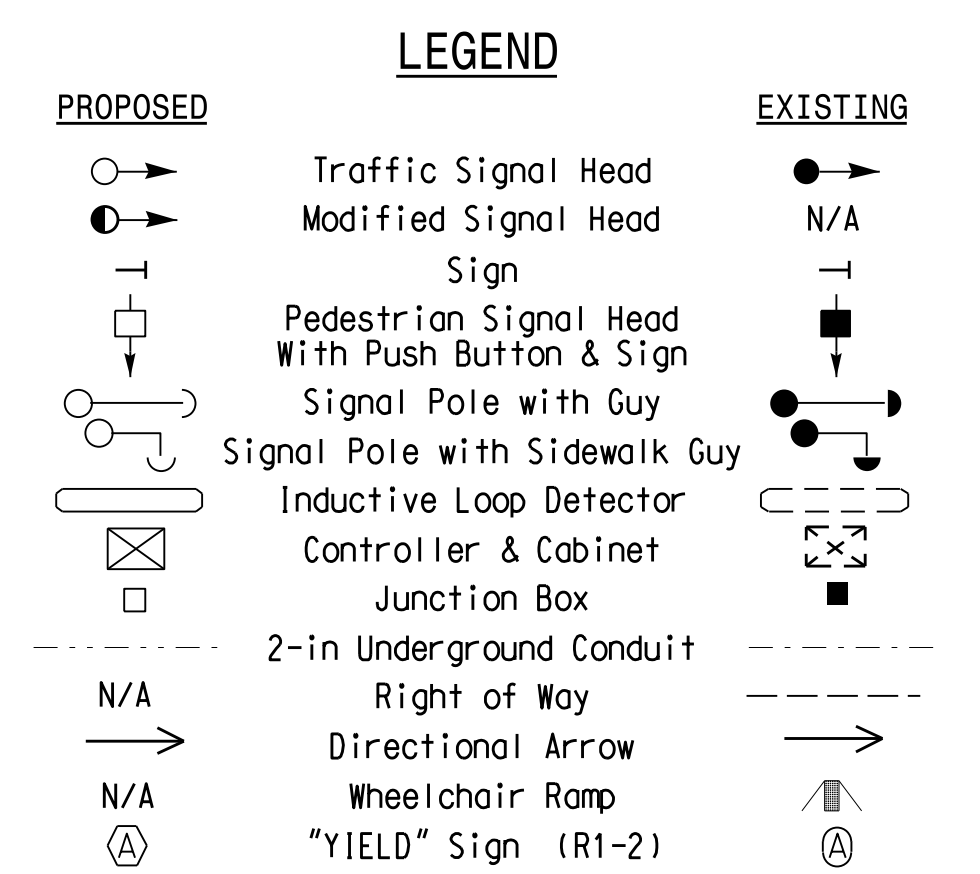 LEGEND
PROPOSED EXISTING
Traffic Signal Head
Modified Signal Head N/A
Sign
Pedestrian Signal Head
With Push Button & Sign
Signal Pole with Guy
Signal Pole with Sidewalk Guy
Inductive Loop Detector
Controller & Cabinet
Junction Box
2-in Underground Conduit
N/A Right of Way
Directional Arrow
N/A Wheelchair Ramp
A "YIELD" Sign (R1-2) A